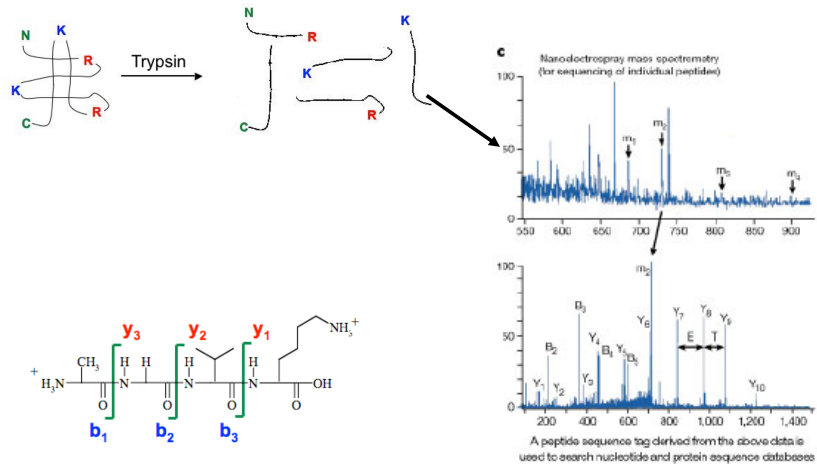 N
K
R
K
R
C
Trypsin
N
R
K
K
R
C
c
Nanoelectrospray mass spectrometry
(for sequencing of individual peptides)
100
50
0
m1
m2
m3
m4
550 600 650 700 750 800 850 900
100
50
0
m2
B3
Y6
Y7
Y8
Y9
E
T
B2
Y4
B4
Y5
B5
Y1
Y2
Y3
Y10
200 400 600 800 1,000 1,200 1,400
A peptide sequence tag derived from the above data is
used to search nucleotide and protein sequence databases
y3 y2 y1
NH3+
+
CH3 H H H H
H3N N N N OH
O O O O
b1 b2 b3